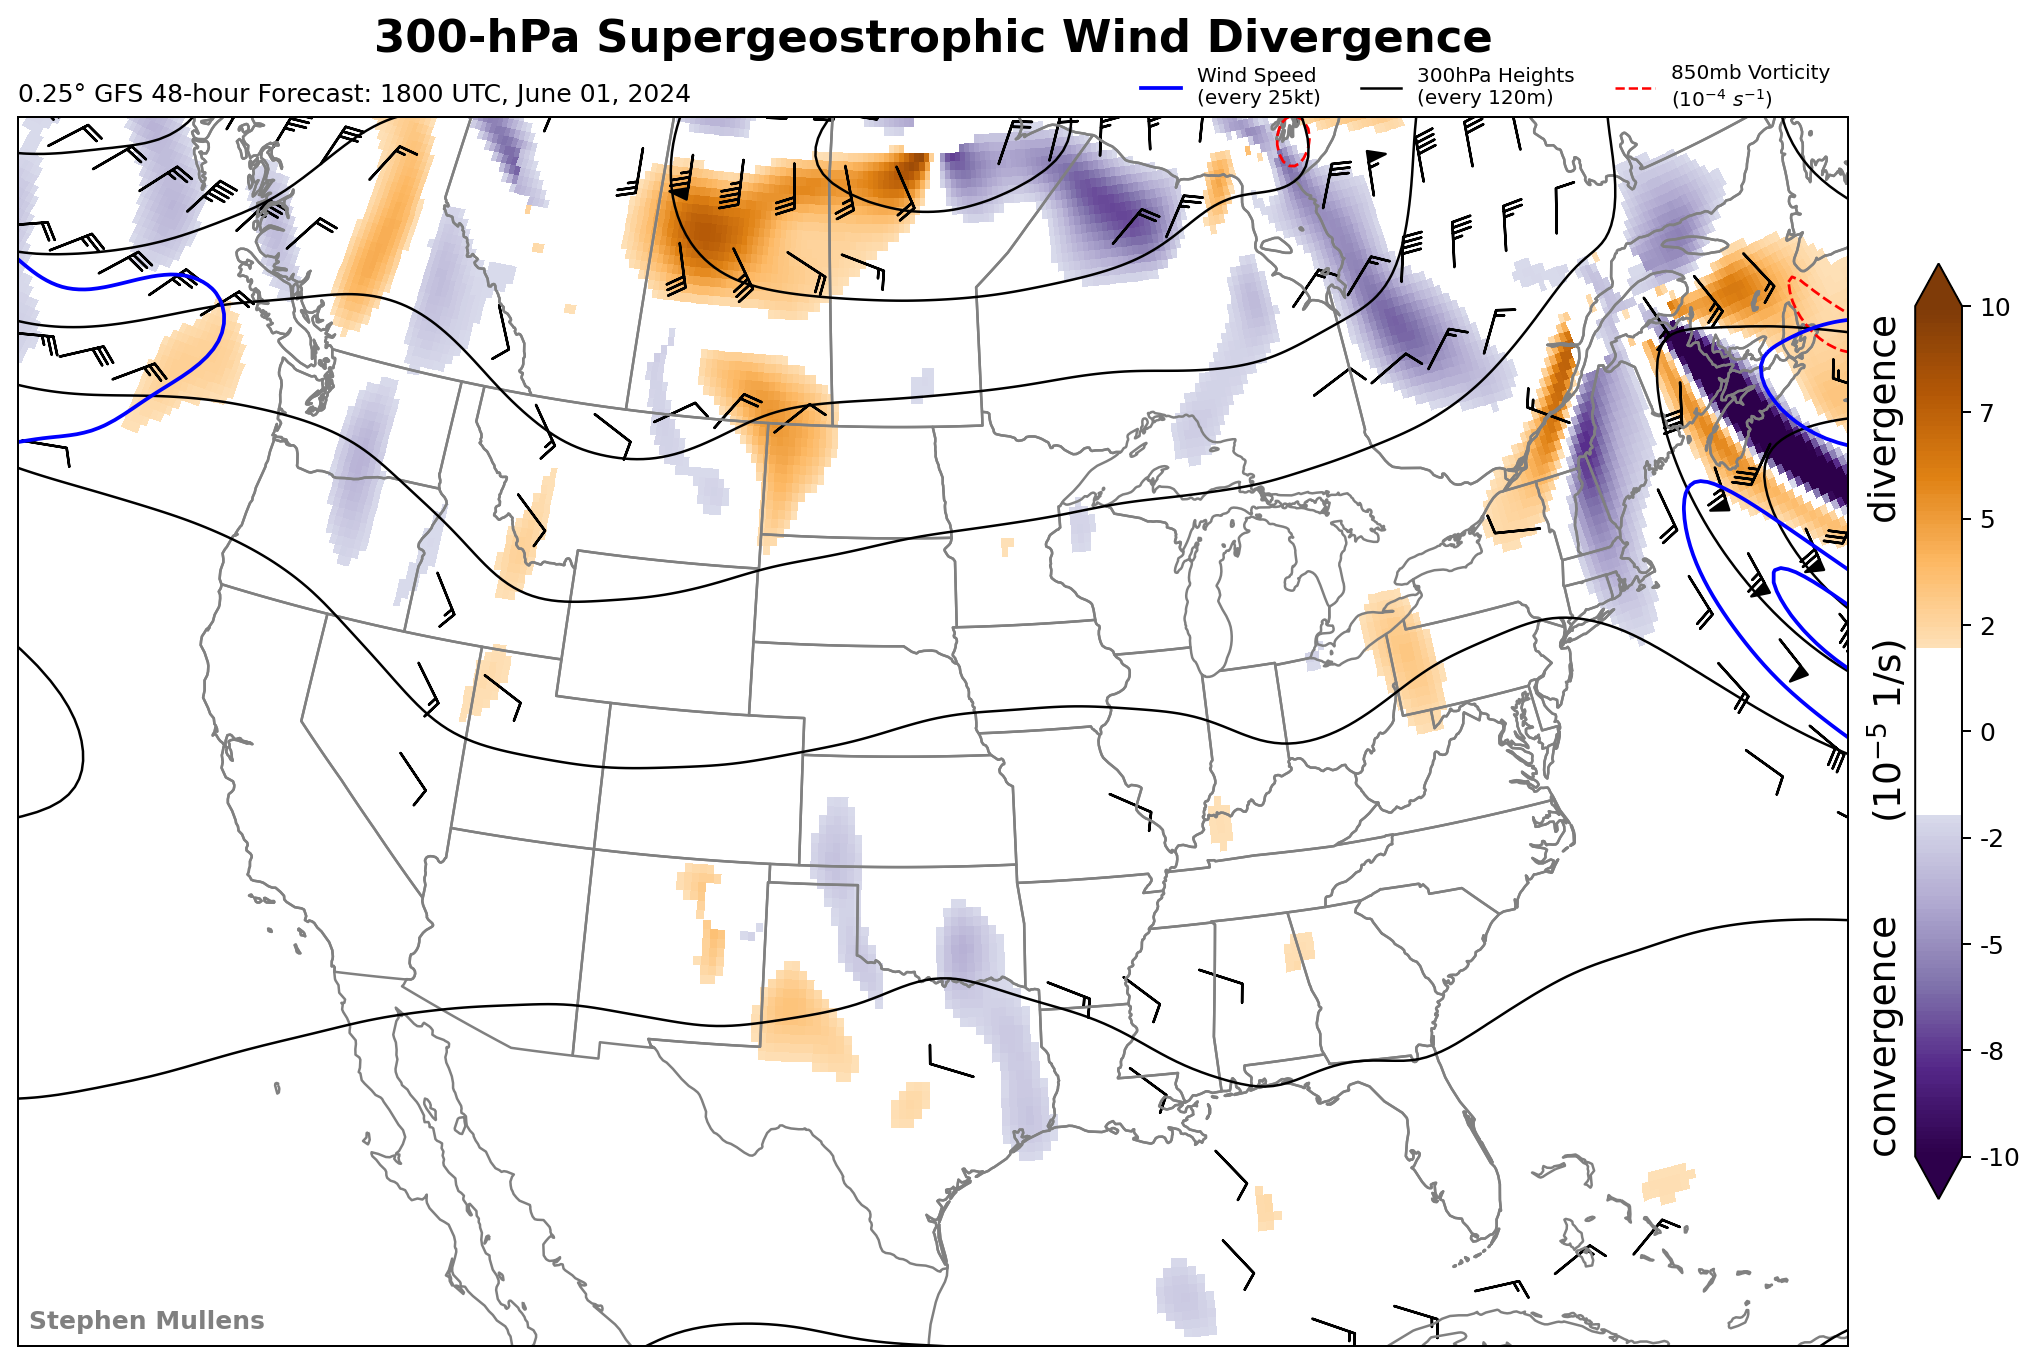 300-hPa Supergeostrophic Wind Divergence
0.25° GFS 48-hour Forecast: 1800 UTC, June 01, 2024
Wind Speed
(every 25kt)
300hPa Heights
(every 120m)
850mb Vorticity
(10⁻⁴ s⁻¹)
10
7
5
2
0
-2
-5
-8
-10
convergence (10⁻⁵ 1/s) divergence
Stephen Mullens